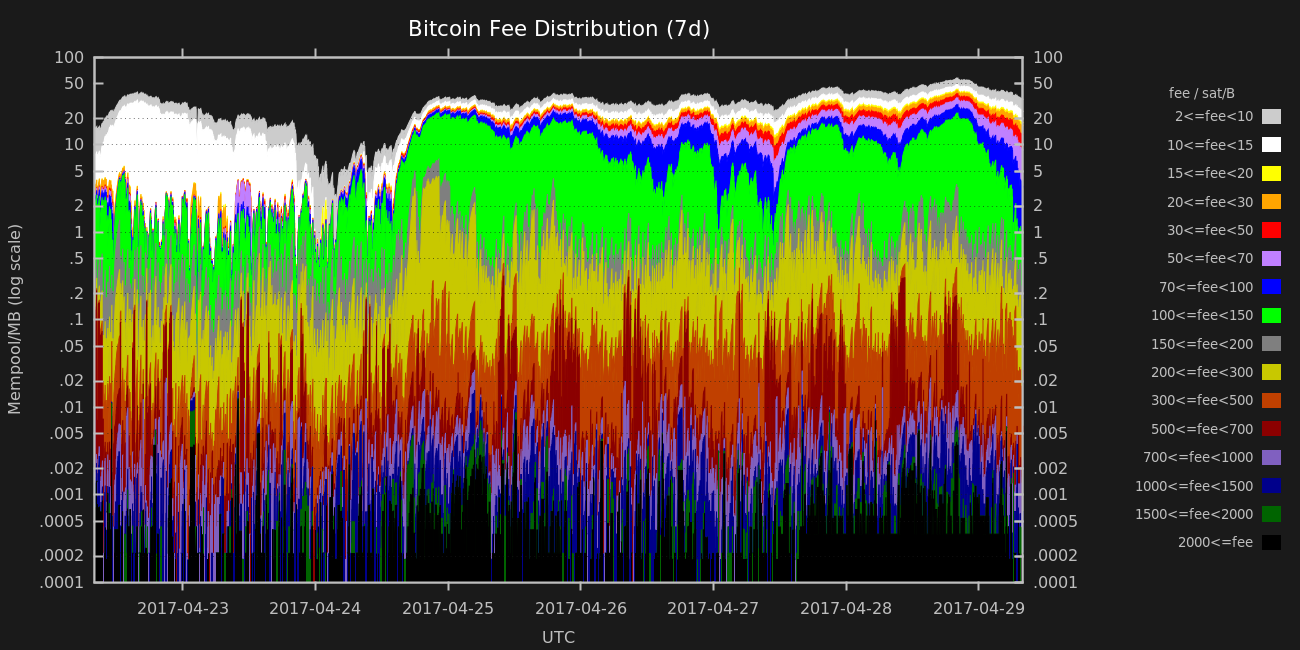 Bitcoin Fee Distribution (7d)
Mempool/MB (log scale)
100
50
20
10
5
2
1
.5
.2
.1
.05
.02
.01
.005
.002
.001
.0005
.0002
.0001
100
50
20
10
5
2
1
.5
.2
.1
.05
.02
.01
.005
.002
.001
.0005
.0002
.0001
2017-04-23 2017-04-24 2017-04-25 2017-04-26 2017-04-27 2017-04-28 2017-04-29
UTC
fee / sat/B
2<=fee<10
10<=fee<15
15<=fee<20
20<=fee<30
30<=fee<50
50<=fee<70
70<=fee<100
100<=fee<150
150<=fee<200
200<=fee<300
300<=fee<500
500<=fee<700
700<=fee<1000
1000<=fee<1500
1500<=fee<2000
2000<=fee